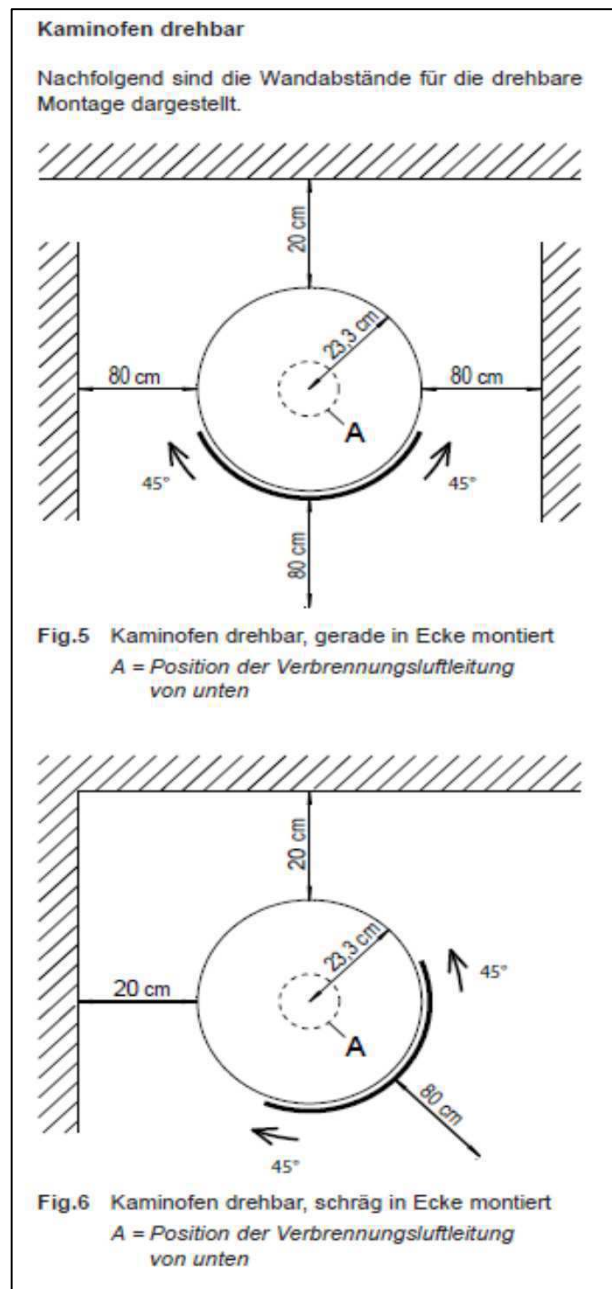 Kaminofen drehbar
Nachfolgend sind die Wandabstände für die drehbare
Montage dargestellt.
20 cm
23,3 cm
80 cm
80 cm
A
45°
45°
80 cm
Fig.5 Kaminofen drehbar, gerade in Ecke montiert
A = Position der Verbrennungsluftleitung
von unten
20 cm
23,3 cm
45°
20 cm
A
80 cm
45°
Fig.6 Kaminofen drehbar, schräg in Ecke montiert
A = Position der Verbrennungsluftleitung
von unten